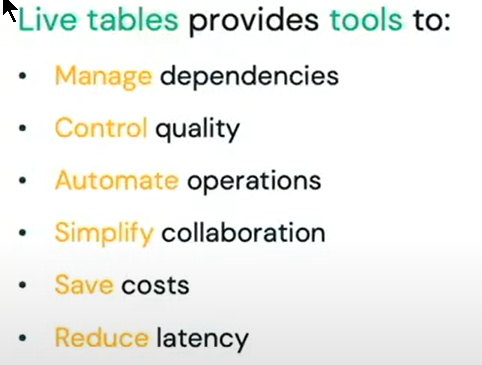 Live tables provides tools to:
• Manage dependencies
• Control quality
• Automate operations
• Simplify collaboration
• Save costs
• Reduce latency